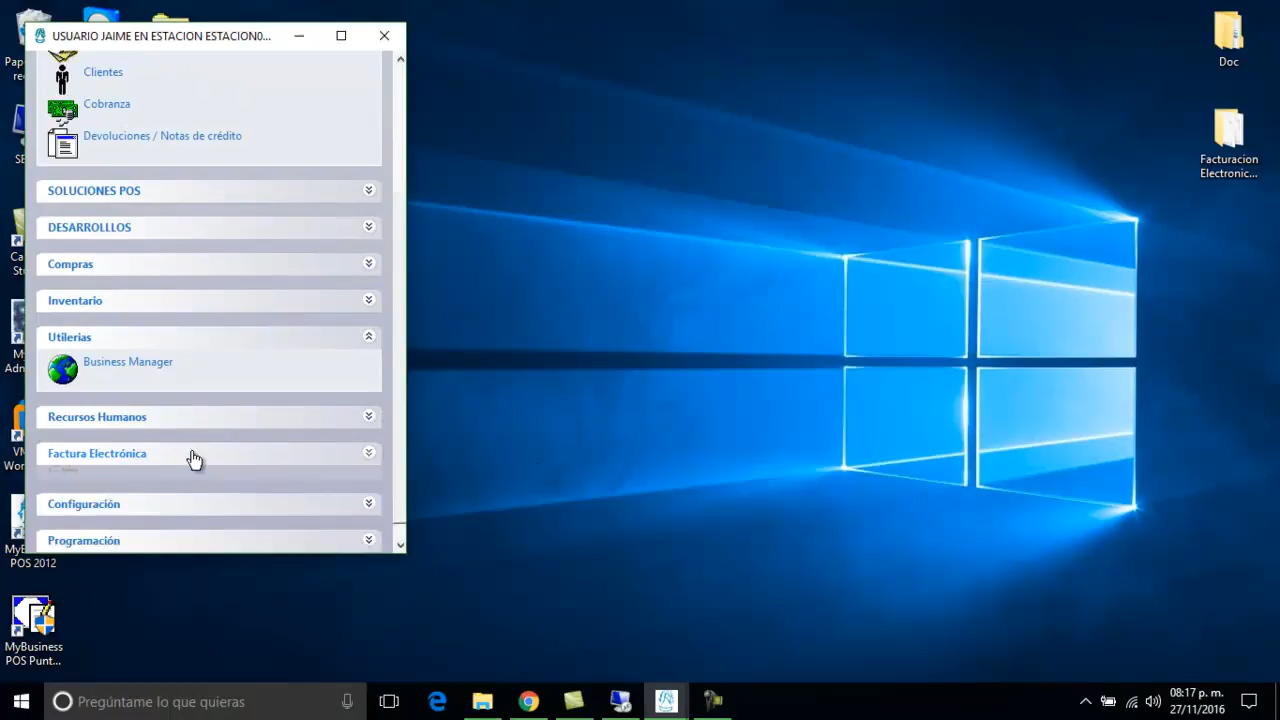 USUARIO JAIME EN ESTACION ESTACION0...
Clientes
Cobranza
Devoluciones / Notas de crédito
SOLUCIONES POS
DESARROLLLOS
Compras
Inventario
Utilerias
Business Manager
Recursos Humanos
Factura Electrónica
Configuración
Programación
POS 2012
MyBusiness
POS Punt...
Doc
Facturacion
Electronic...
Pregúntame lo que quieras
08:17 p. m.
27/11/2016